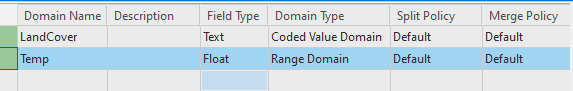 Domain Name Description Field Type Domain Type Split Policy Merge Policy
LandCover Text Coded Value Domain Default Default
Temp Float Range Domain Default Default